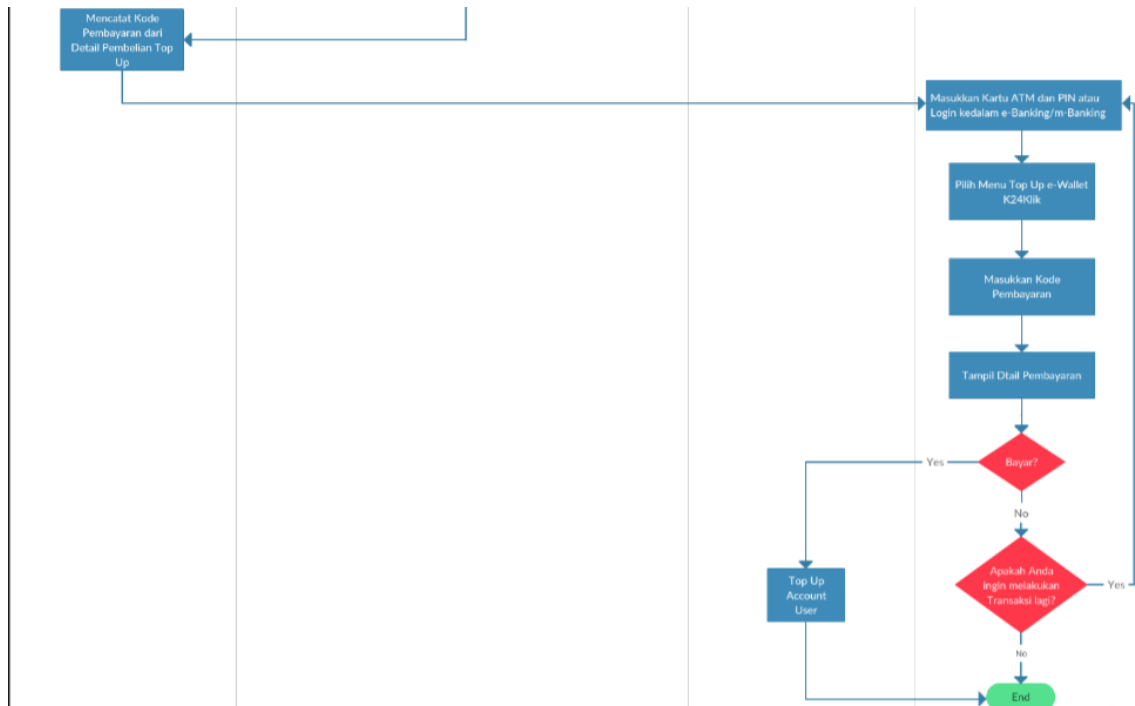 Mencatat Kode
Pembayaran dari
Detail Pembelian Top
Up
Masukkan Kartu ATM dan PIN atau
Login kedalam e-Banking/m-Banking
Pilih Menu Top Up e-Wallet
K24Klik
Masukkan Kode
Pembayaran
Tampil Dtail Pembayaran
Bayar?
Yes
No
Apakah Anda
ingin melakukan
Transaksi lagi?
Yes
Top Up
Account
User
No
End